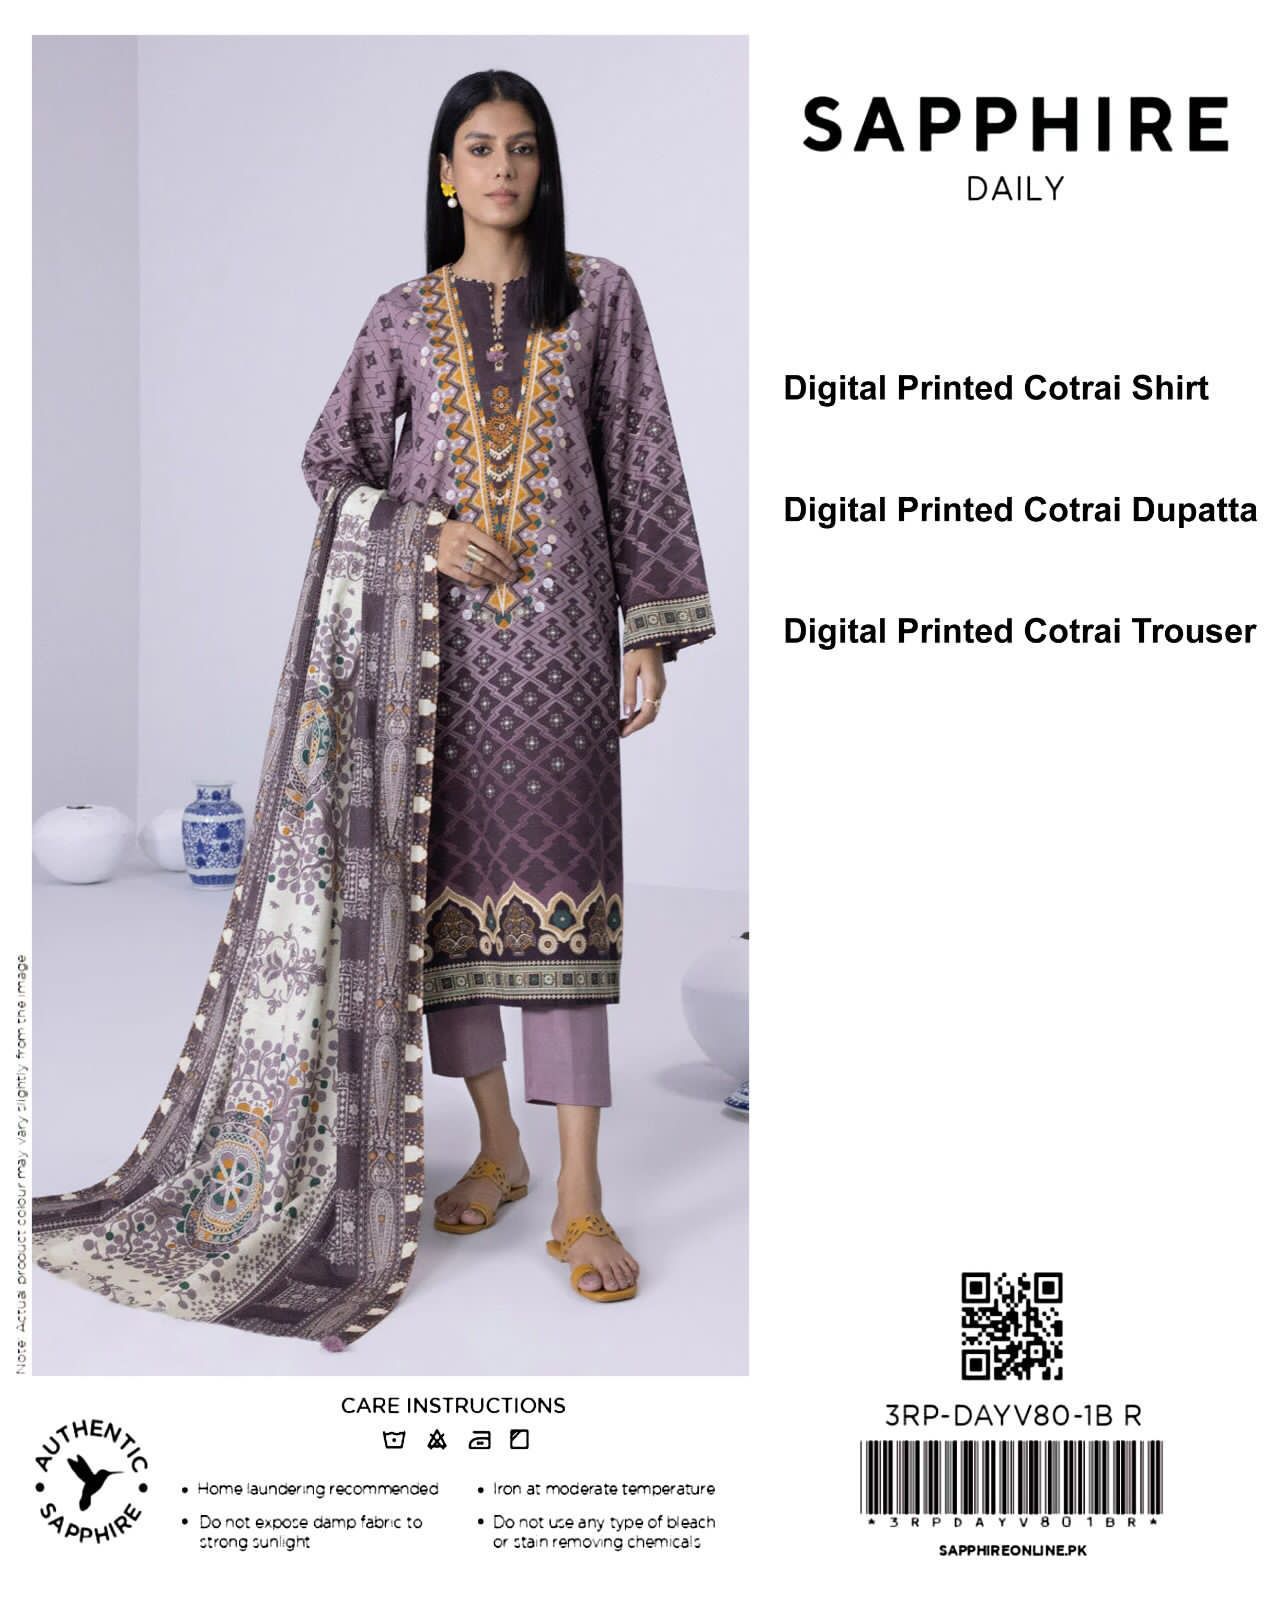 SAPPHIRE
DAILY
Digital Printed Cotrai Shirt
Digital Printed Cotrai Dupatta
Digital Printed Cotrai Trouser
Note: Actual product colour may vary slightly from the image
CARE INSTRUCTIONS
• Home laundering recommended
• Do not expose damp fabric to
strong sunlight
• Iron at moderate temperature
• Do not use any type of bleach
or stain removing chemicals
• AUTHENTIC •
SAPPHIRE
3RP-DAYV80-1B R
*3RPDAYV801BR*
SAPPHIREONLINE.PK